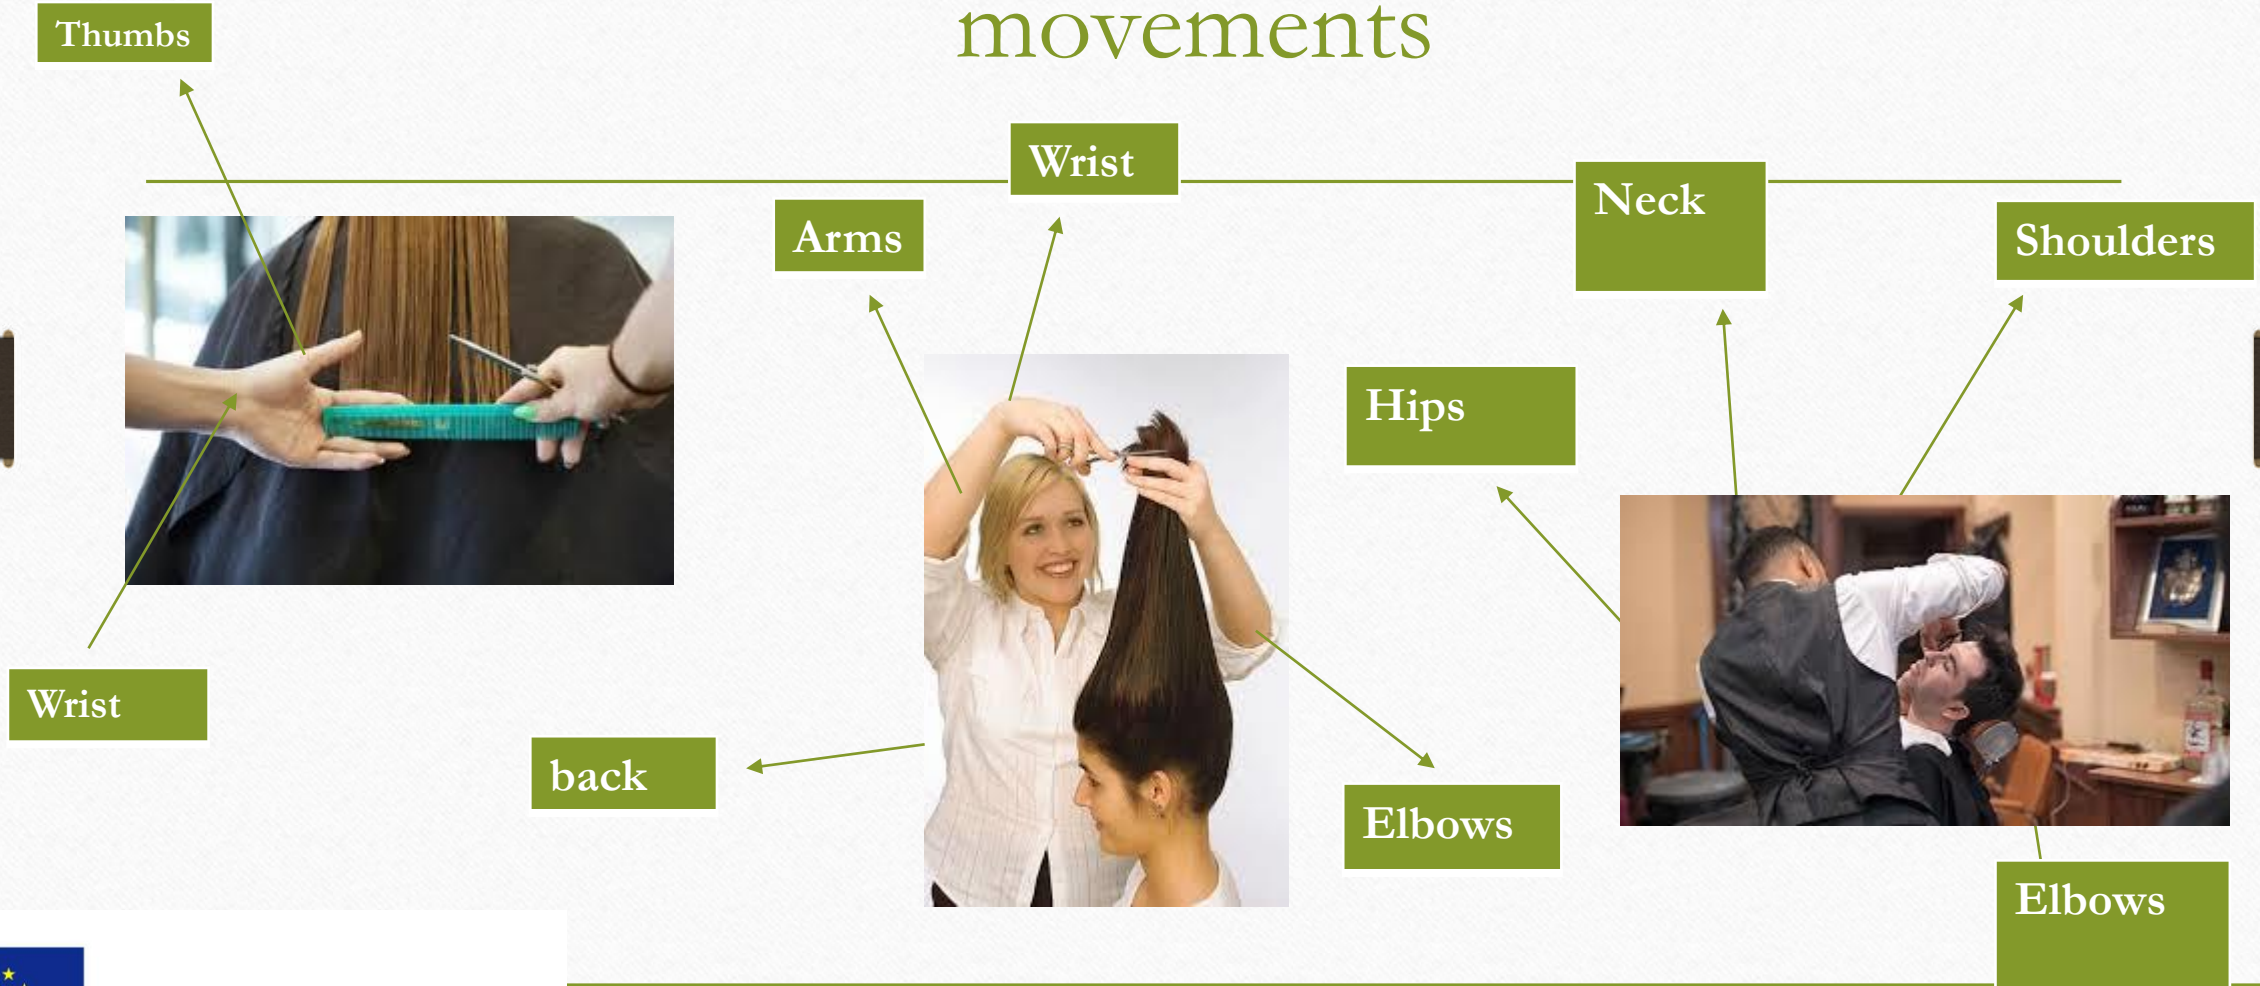 movements
Thumbs
Wrist
Arms
Neck
Shoulders
Hips
Wrist
back
Elbows
Elbows